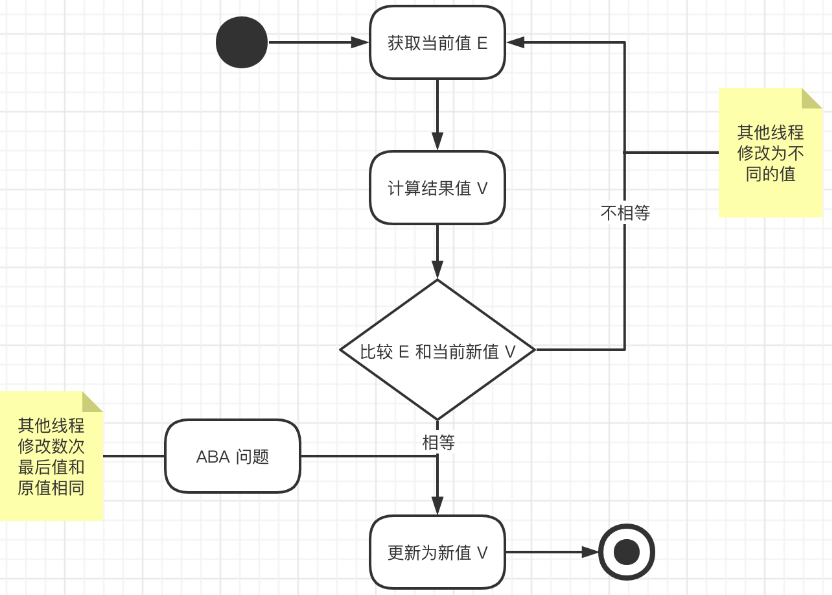 获取当前值 E
其他线程
修改为不
同的值
计算结果值 V
不相等
比较 E 和当前新值 V
其他线程
修改数次
最后值和
原值相同
相等
ABA 问题
更新为新值 V